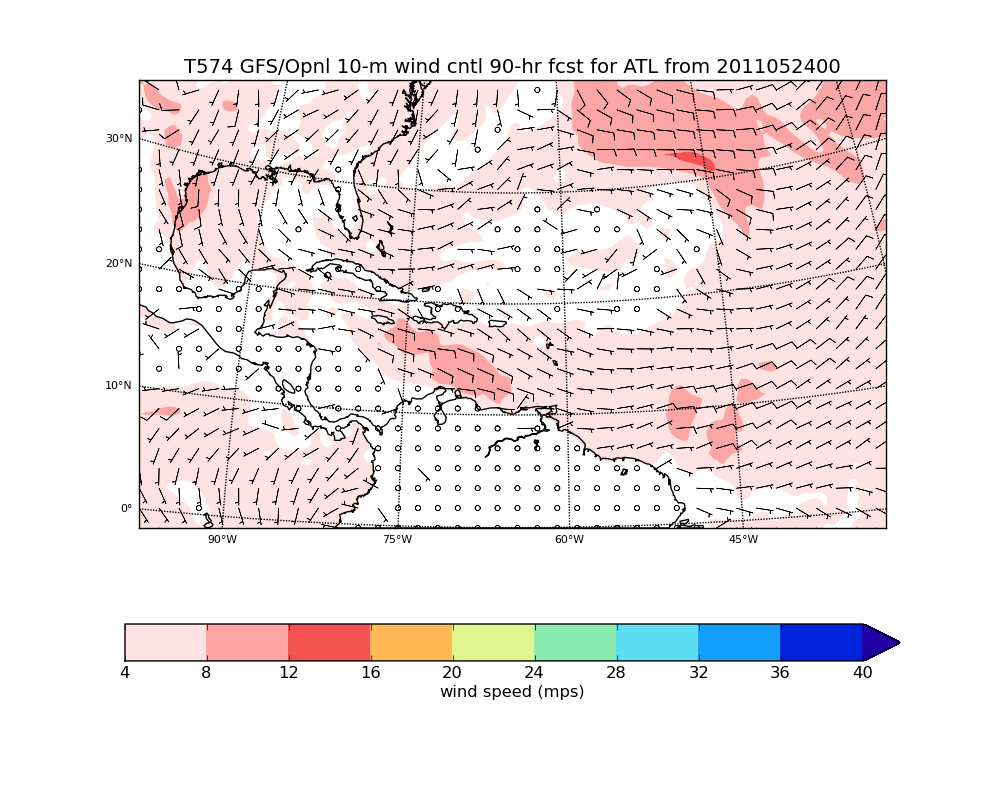 T574 GFS/Opnl 10-m wind cntl 90-hr fcst for ATL from 2011052400
30°N
20°N
10°N
0°
90°W 75°W 60°W 45°W
4 8 12 16 20 24 28 32 36 40
wind speed (mps)